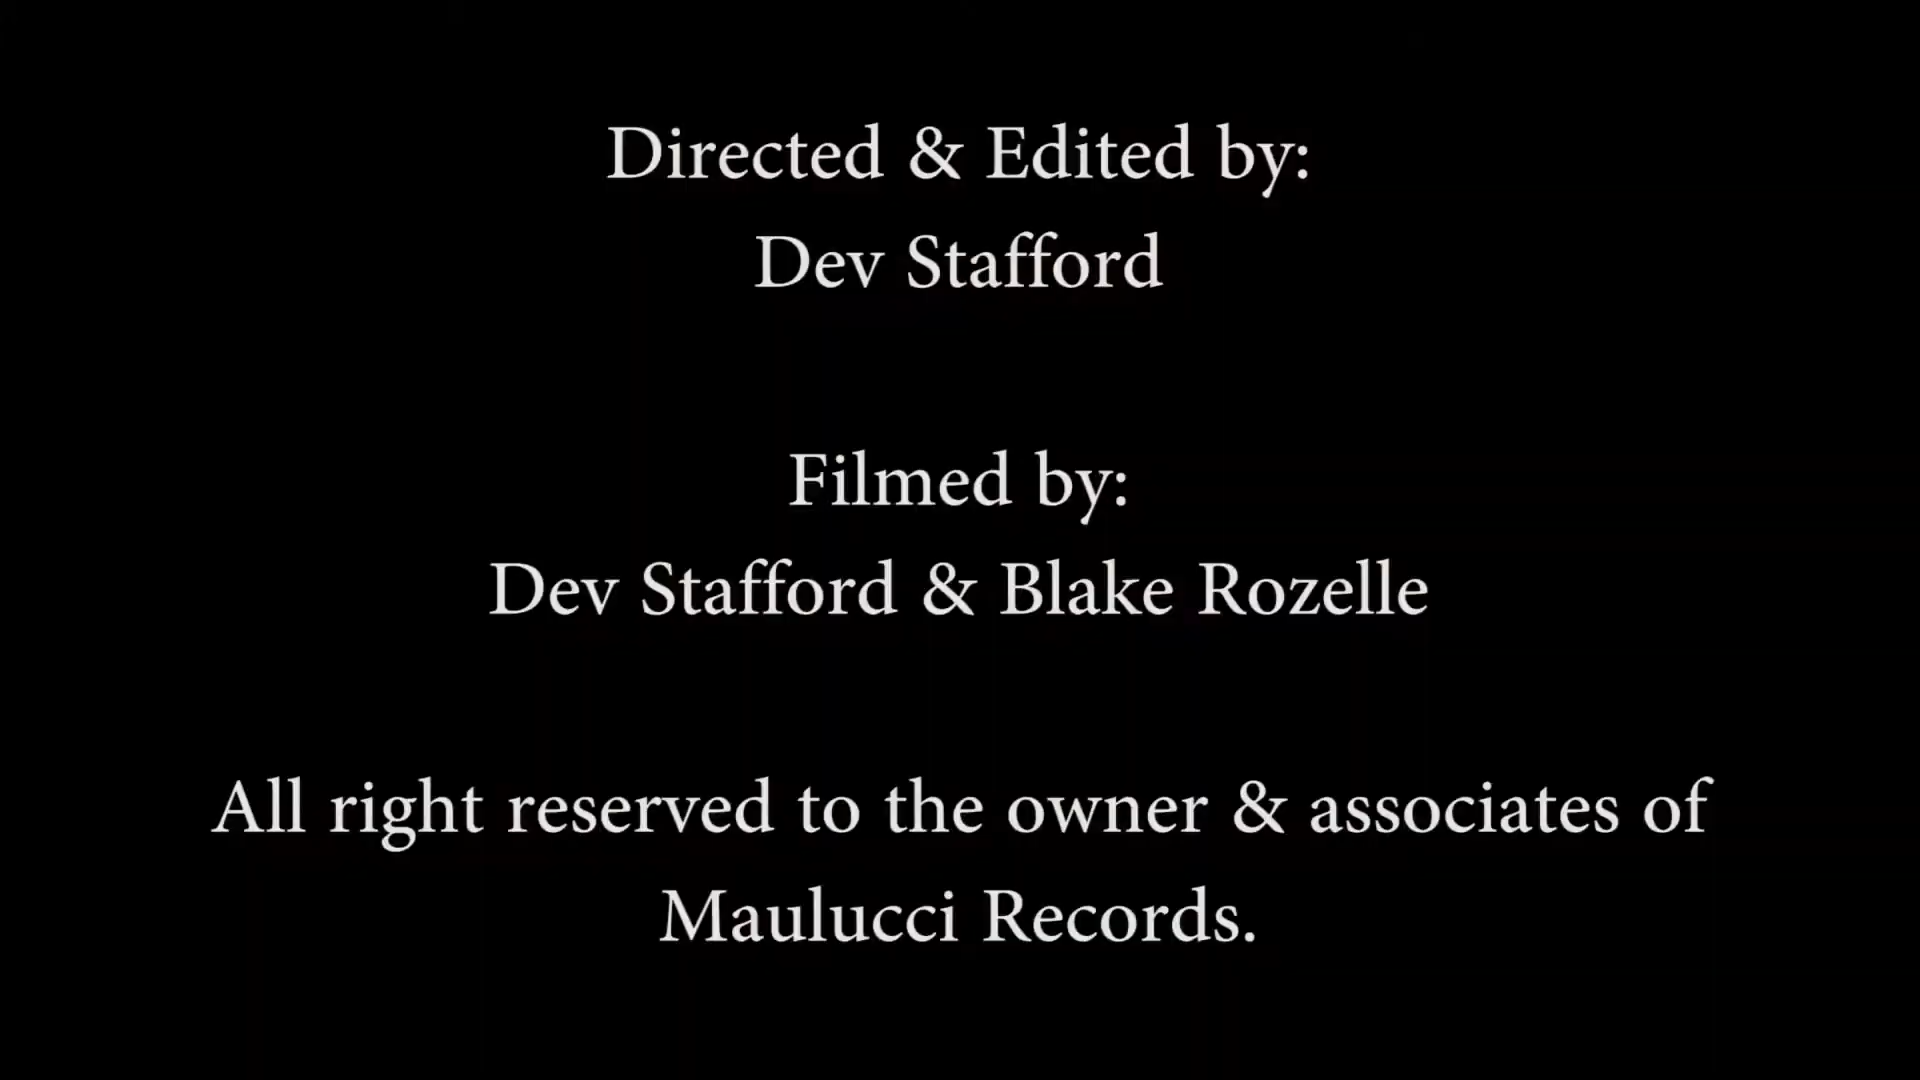 Directed & Edited by:
Dev Stafford
Filmed by:
Dev Stafford & Blake Rozelle
All right reserved to the owner & associates of
Maulucci Records.